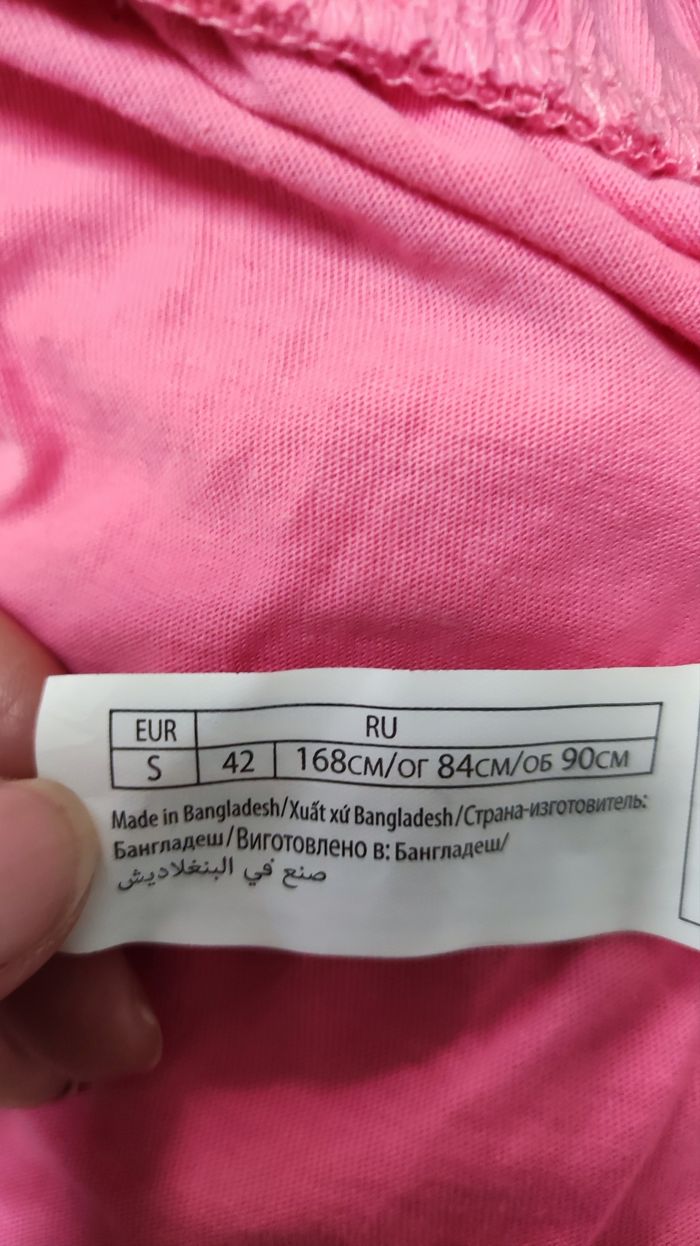 EUR RU
S 42 168СМ/ОГ 84СМ/ОБ 90СМ
Made in Bangladesh/Xuất xứ Bangladesh/Страна-изготовитель:
Бангладеш/Виготовлено в: Бангладеш/
صنع في البنغلاديش